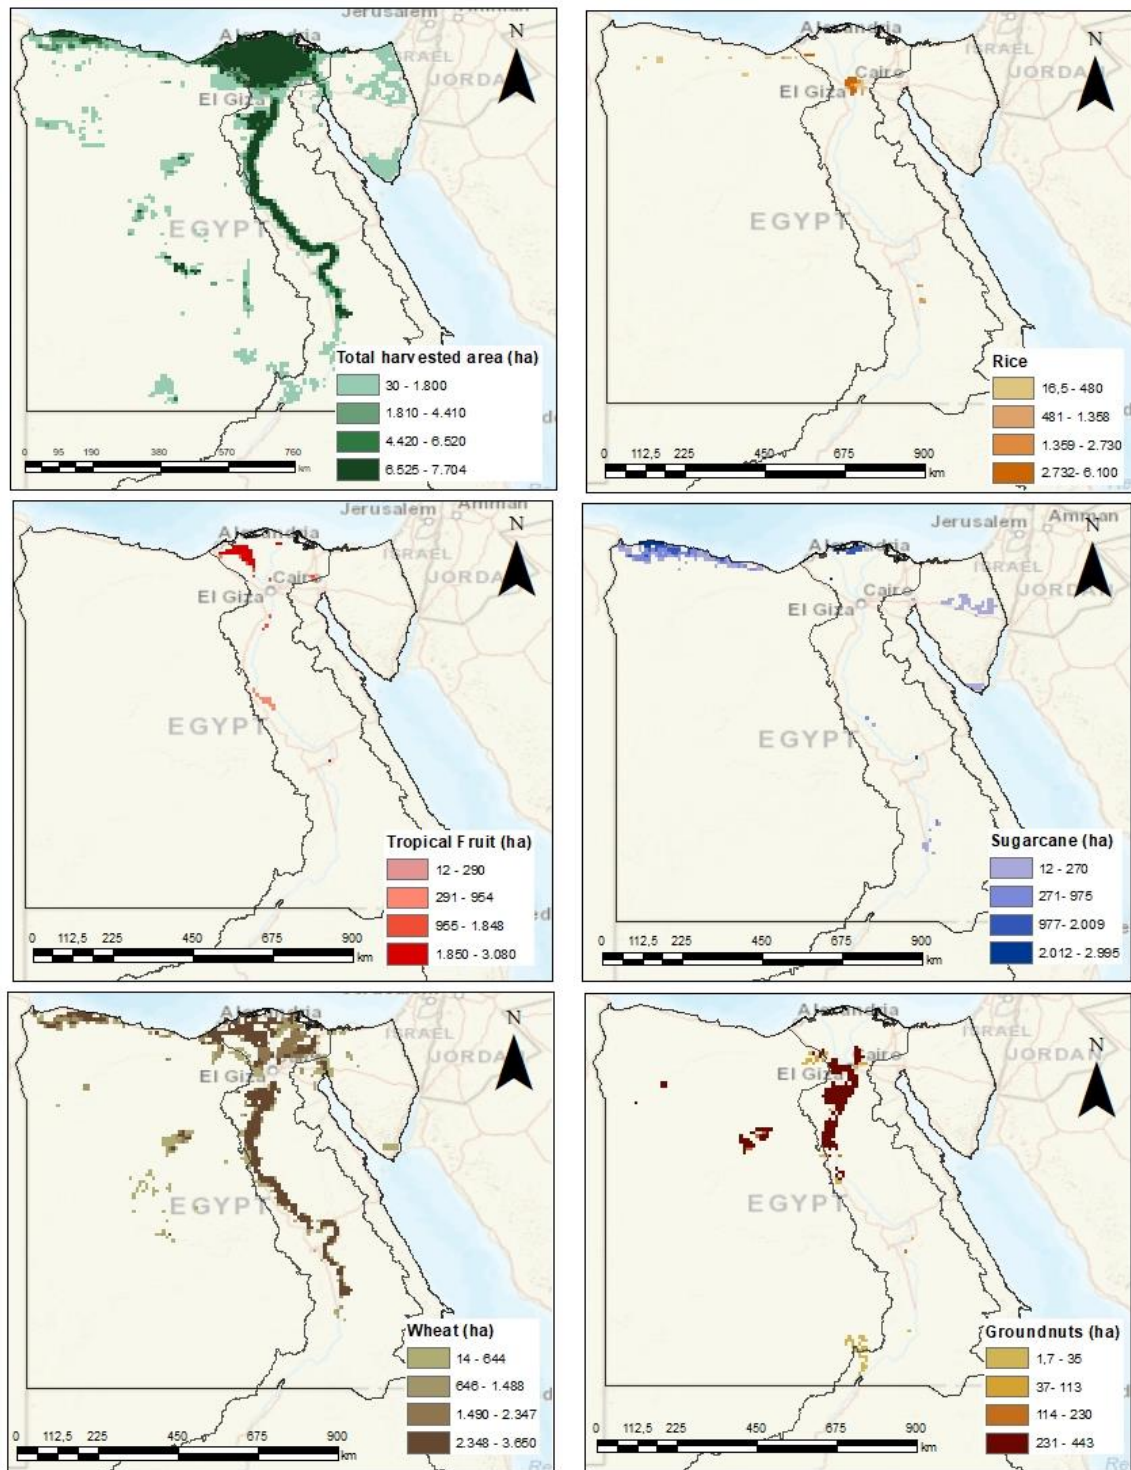 Jerusalem
Alexandria
N
ISRAEL
JORDAN
El Giza
EGYPT
Total harvested area (ha)
30 - 1.800
1.810 - 4.410
4.420 - 6.520
6.525 - 7.704
0 95 190 380 570 760
km
Alexandria
N
Cairo
El Giza
ISRAEL
JORDAN
EGYPT
Rice
16,5 - 480
481 - 1.358
1.359 - 2.730
2.732- 6.100
0 112,5 225 450 675 900
km
Jerusalem Amman
Alexandria
N
ISRAEL
Cairo
JORDAN
El Giza
EGYPT
Tropical Fruit (ha)
12 - 290
291 - 954
955 - 1.848
1.850 - 3.080
0 112,5 225 450 675 900
km
Jerusalem Amman
Alexandria
N
ISRAEL
Cairo
JORDAN
El Giza
EGYPT
Sugarcane (ha)
12 - 270
271 - 975
977- 2.009
2.012 - 2.995
0 112,5 225 450 675 900
km
Alexandria
N
ISRAEL
El Giza
JORDAN
EGYPT
Wheat (ha)
14 - 644
646 - 1.488
1.490 - 2.347
2.348 - 3.650
0 112,5 225 450 675 900
km
Alexandria
N
ISRAEL
Cairo
JORDAN
El Giza
EGYPT
Groundnuts (ha)
1,7 - 35
37- 113
114 - 230
231 - 443
0 112,5 225 450 675 900
km